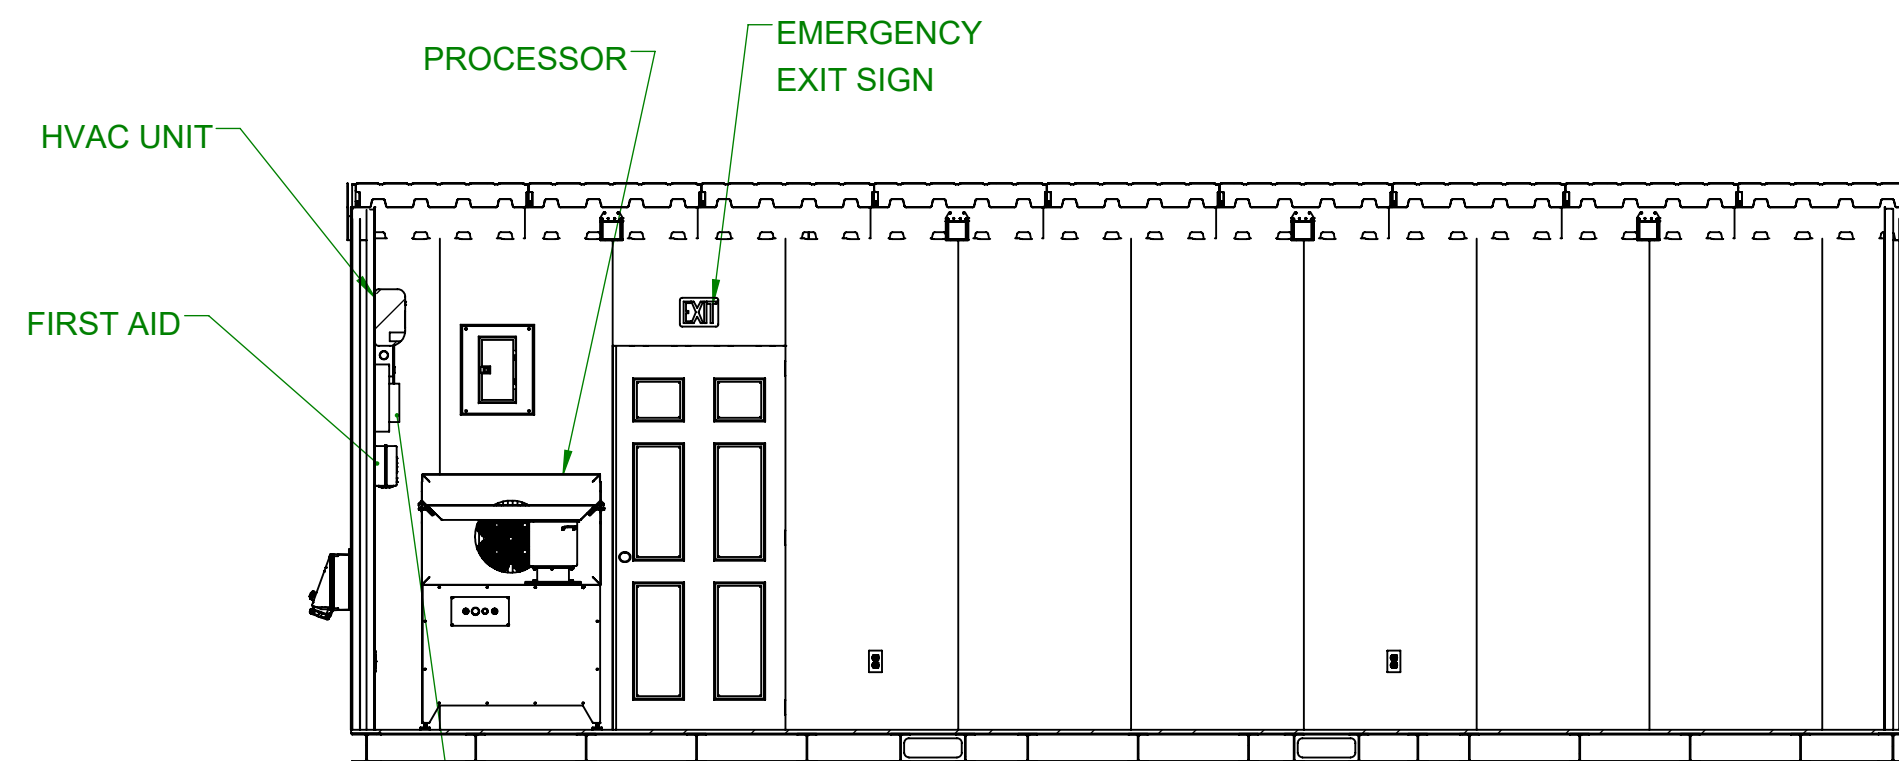 EMERGENCY
EXIT SIGN
PROCESSOR
HVAC UNIT
EXIT
FIRST AID